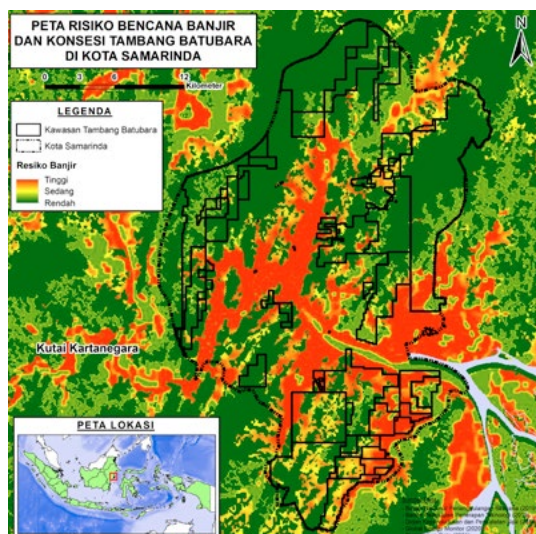 PETA RISIKO BENCANA BANJIR
DAN KONSESI TAMBANG BATUBARA
DI KOTA SAMARINDA
N
0 3 6 12
Kilometer
LEGENDA
Kawasan Tambang Batubara
Kota Samarinda
Resiko Banjir
Tinggi
Sedang
Rendah
Kutai Kartanegara
PETA LOKASI